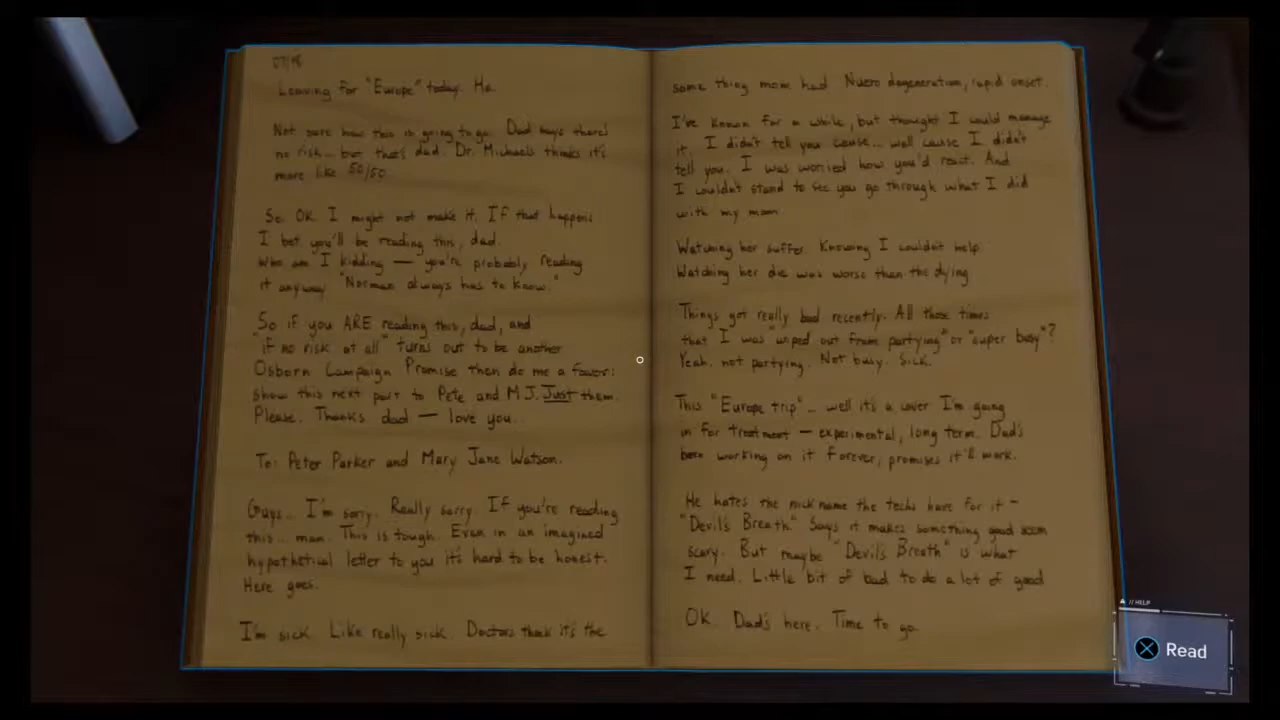 07/18
Leaving for "Europe" today. Ha.
Not sure how this is going to go. Dad says there's
no risk... but that's dad. Dr. Michaels thinks it's
more like 50/50.
So. OK. I might not make it. If that happens
I bet you'll be reading this, dad.
Who am I kidding — you're probably reading
it anyway. "Norman always has to know."
So if you ARE reading this, dad, and
"if no risk at all" turns out to be another
Osborn Campaign Promise then do me a favor:
show this next part to Pete and MJ. Just them.
Please. Thanks dad — love you...
To: Peter Parker and Mary Jane Watson.
Guys... I'm sorry. Really sorry. If you're reading
this... man. This is tough. Even in an imagined
hypothetical letter to you it's hard to be honest.
Here goes.
I'm sick. Like really sick. Doctors think it's the
some thing mom had. Nuero degeneration, rapid onset.
I've known for a while, but thought I could manage
it. I didn't tell you cause... well cause I didn't
tell you. I was worried how you'd react. And
I couldn't stand to see you go through what I did
with my mom.
Watching her suffer. Knowing I couldn't help.
Watching her die was worse than the dying.
Things got really bad recently. All those times
that I was "wiped out from partying" or "super busy"?
Yeah. not partying. Not busy. Sick.
This "Europe trip"... well it's a cover. I'm going
in for treatment — experimental, long term. Dad's
been working on it forever, promises it'll work.
He hates the nickname the techs have for it -
"Devil's Breath." Says it makes something good seem
scary. But maybe "Devil's Breath" is what
I need. Little bit of bad to do a lot of good.
OK. Dad's here. Time to go.
// HELP
Read